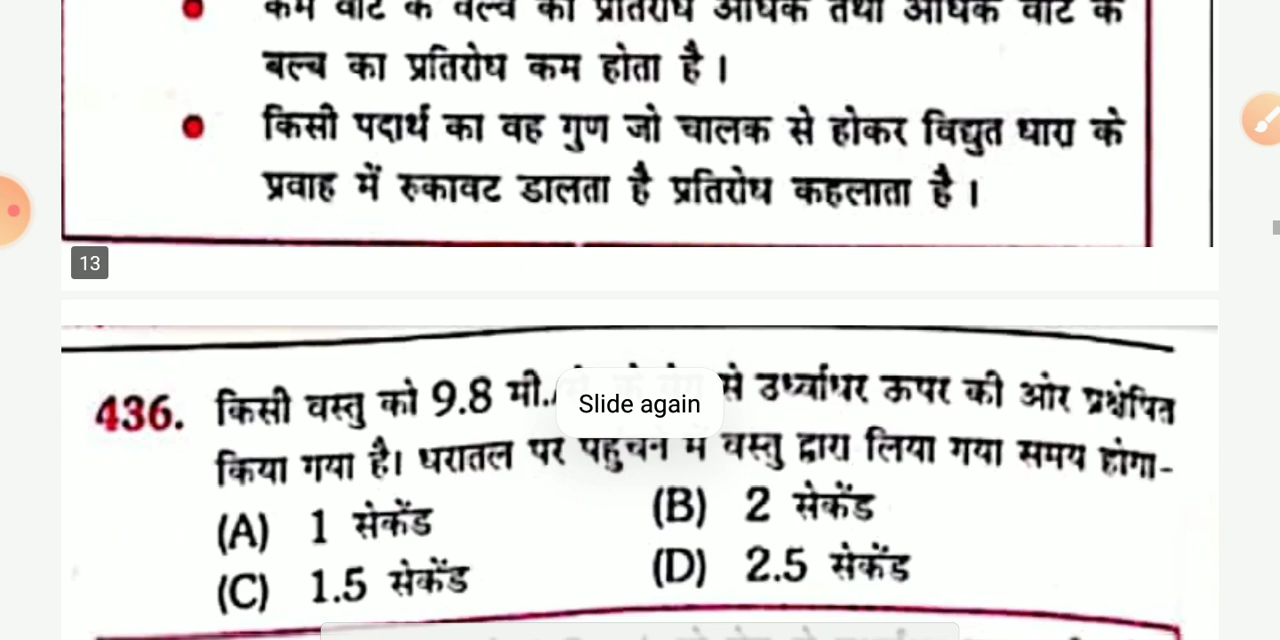 कम वाट के बल्व का प्रतिरोध अधिक तथा अधिक वाट के
बल्ब का प्रतिरोध कम होता है।
किसी पदार्थ का वह गुण जो चालक से होकर विद्युत धारा के
प्रवाह में रुकावट डालता है प्रतिरोध कहलाता है।
13
436. किसी वस्तु को 9.8 मी./ से उर्ध्वाधर ऊपर की ओर प्रक्षेपित
Slide again
किया गया है। धरातल पर पहुंचने में वस्तु द्वारा लिया गया समय होगा-
(A) 1 सेकेंड (B) 2 सेकेंड
(C) 1.5 सेकेंड (D) 2.5 सेकेंड